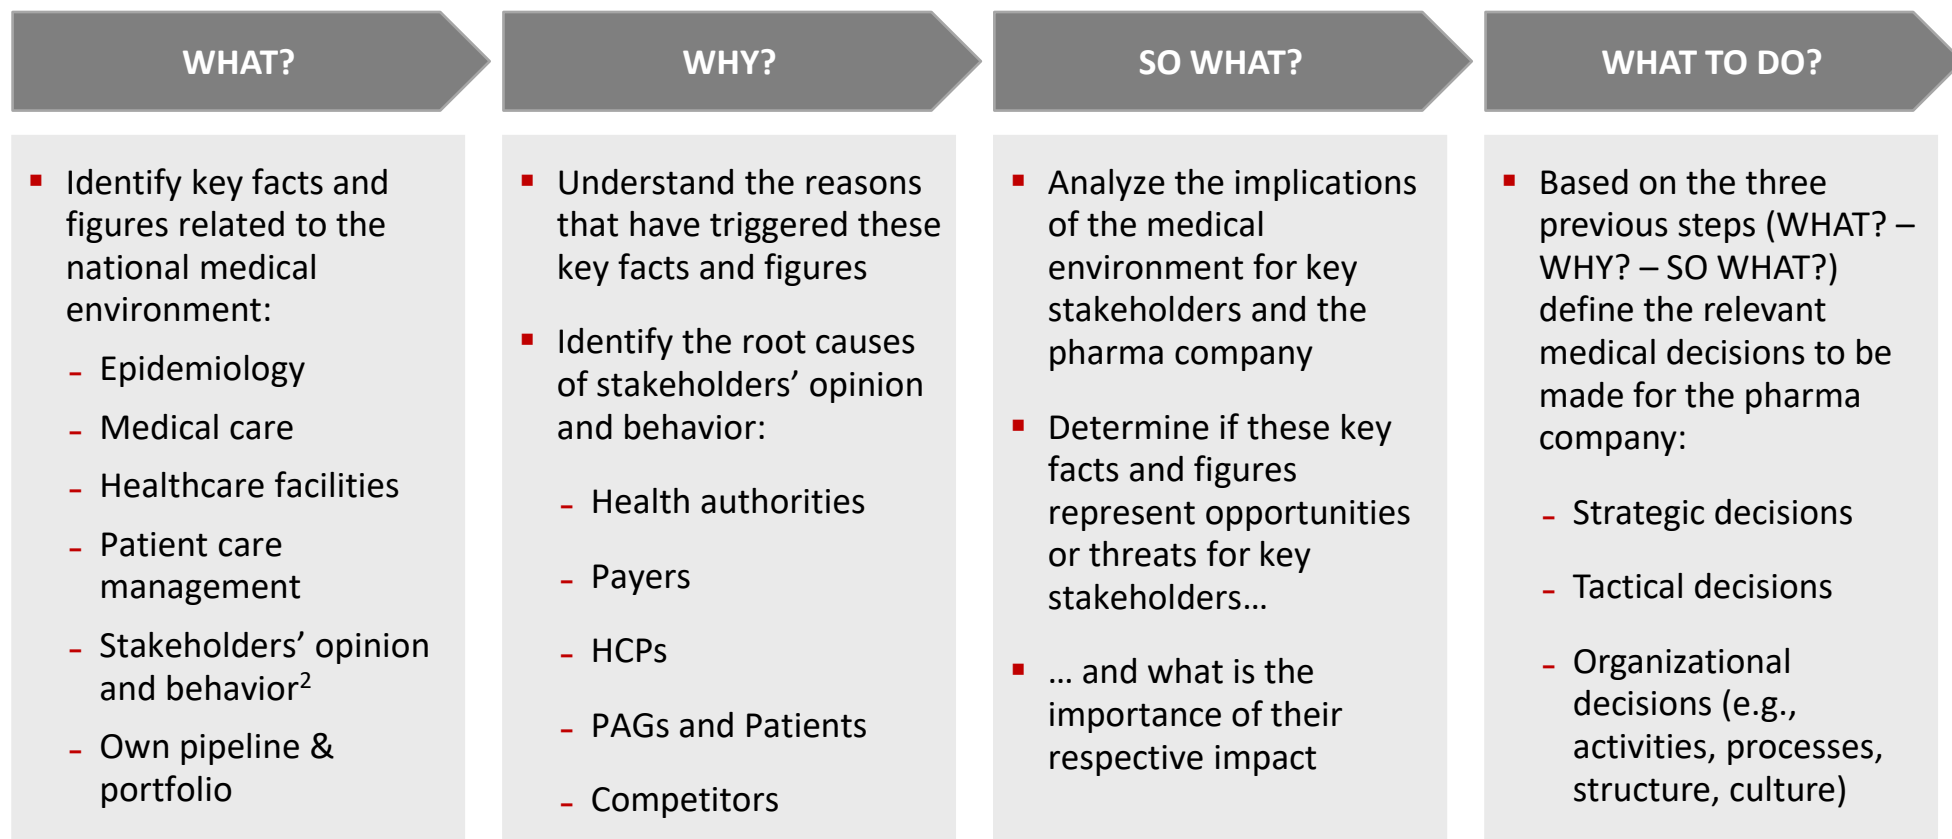 WHAT?
▪ Identify key facts and
figures related to the
national medical
environment:
- Epidemiology
- Medical care
- Healthcare facilities
- Patient care
management
- Stakeholders’ opinion
and behavior²
- Own pipeline &
portfolio
WHY?
▪ Understand the reasons
that have triggered these
key facts and figures
▪ Identify the root causes
of stakeholders’ opinion
and behavior:
- Health authorities
- Payers
- HCPs
- PAGs and Patients
- Competitors
SO WHAT?
▪ Analyze the implications
of the medical
environment for key
stakeholders and the
pharma company
▪ Determine if these key
facts and figures
represent opportunities
or threats for key
stakeholders…
▪ … and what is the
importance of their
respective impact
WHAT TO DO?
▪ Based on the three
previous steps (WHAT? –
WHY? – SO WHAT?)
define the relevant
medical decisions to be
made for the pharma
company:
- Strategic decisions
- Tactical decisions
- Organizational
decisions (e.g.,
activities, processes,
structure, culture)